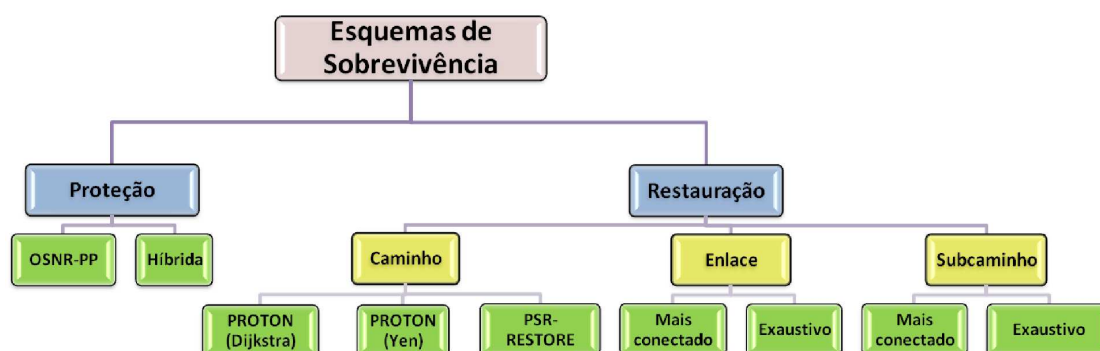 Esquemas de
Sobrevivência
Proteção
Restauração
OSNR-PP
Híbrida
Caminho
Enlace
Subcaminho
PROTON
(Dijkstra)
PROTON
(Yen)
PSR-
RESTORE
Mais
conectado
Exaustivo
Mais
conectado
Exaustivo